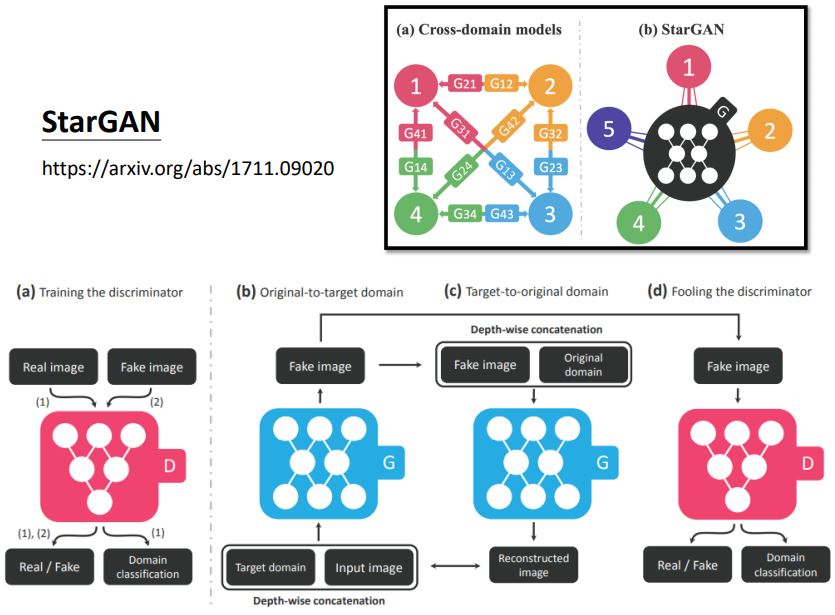 StarGAN
https://arxiv.org/abs/1711.09020
(a) Cross-domain models
(b) StarGAN
1
G21
G12
2
G41
G31
G42
G32
G14
G24
G13
G23
4
G34
G43
3
1
G
5
2
4
3
(a) Training the discriminator
(b) Original-to-target domain
(c) Target-to-original domain
(d) Fooling the discriminator
Real image
Fake image
(1)
(2)
D
(1), (2)
(1)
Real / Fake
Domain
classification
Fake image
G
Target domain
Input image
Depth-wise concatenation
Depth-wise concatenation
Fake image
Original
domain
G
Reconstructed
image
Fake image
D
Real / Fake
Domain
classification